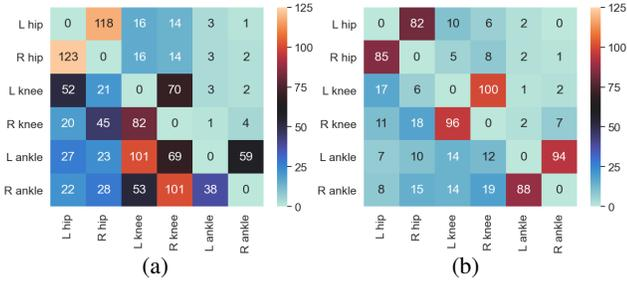 L hip 0 118 16 14 3 1
R hip 123 0 16 14 3 2
L knee 52 21 0 70 3 2
R knee 20 45 82 0 1 4
L ankle 27 23 101 69 0 59
R ankle 22 28 53 101 38 0
L hip R hip L knee R knee L ankle R ankle
125
100
75
50
25
0
(a)
L hip 0 82 10 6 2 0
R hip 85 0 5 8 2 1
L knee 17 6 0 100 1 2
R knee 11 18 96 0 2 7
L ankle 7 10 14 12 0 94
R ankle 8 15 14 19 88 0
L hip R hip L knee R knee L ankle R ankle
125
100
75
50
25
0
(b)